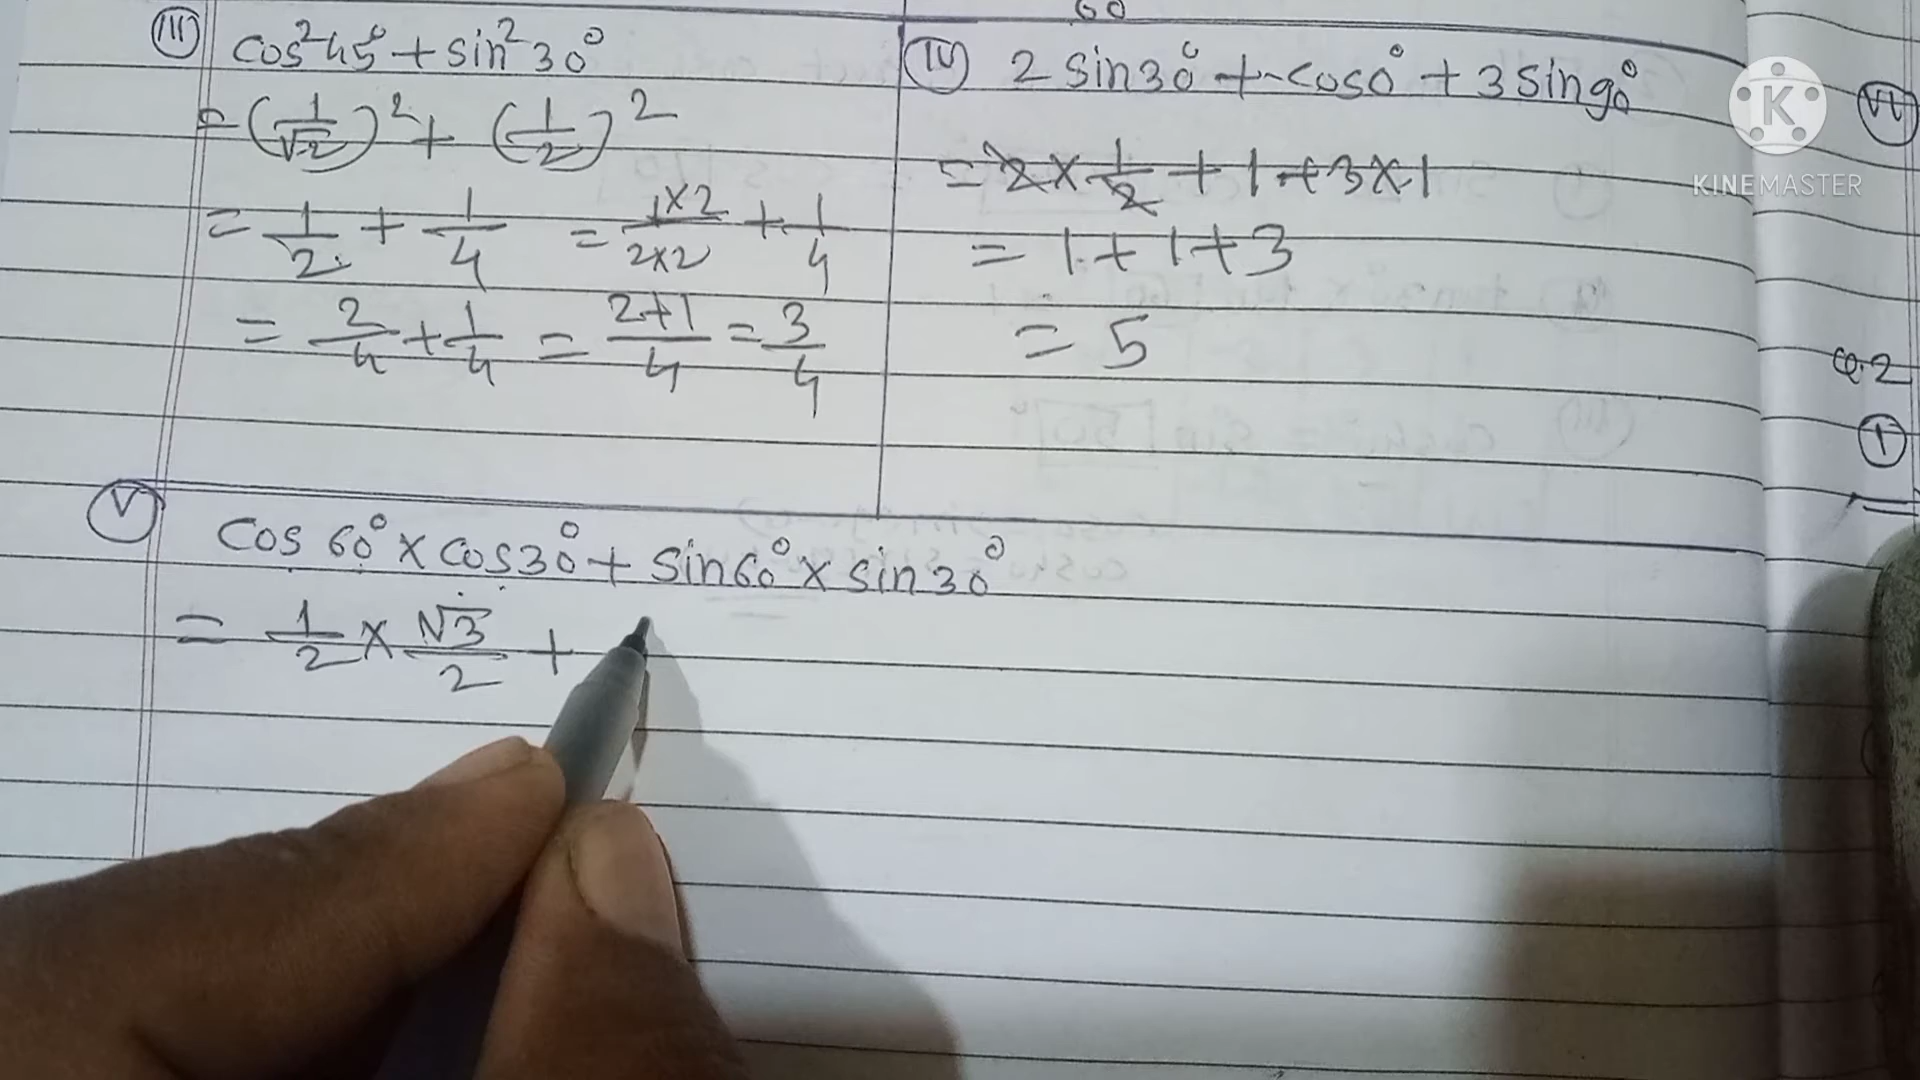 60
(III) cos²45° + sin²30°
= (1/√2)² + (1/2)²
= 1/2 + 1/4 = 1×2/2×2 + 1/4
= 2/4 + 1/4 = 2+1/4 = 3/4
(IV) 2 sin30° + cos0° + 3 sin90°
= 2 × 1/2 + 1 + 3×1
= 1 + 1 + 3
= 5
(V) cos 60° × cos30° + sin60° × sin30°
= 1/2 × √3/2 +
(VI)
Q.2
(I)
K
KINEMASTER